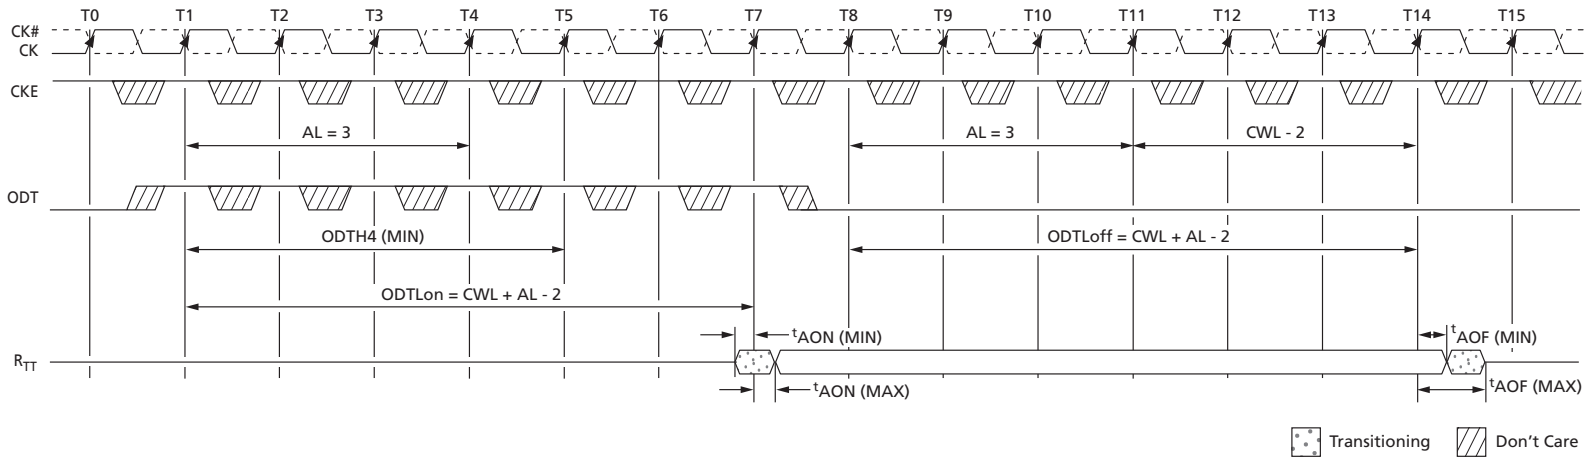 T0 T1 T2 T3 T4 T5 T6 T7 T8 T9 T10 T11 T12 T13 T14 T15
CK#
CK
CKE
AL = 3 AL = 3 CWL - 2
ODT
ODTH4 (MIN) ODTLoff = CWL + AL - 2
ODTLon = CWL + AL - 2
tAON (MIN) tAOF (MIN)
RTT
tAON (MAX) tAOF (MAX)
Transitioning Don't Care